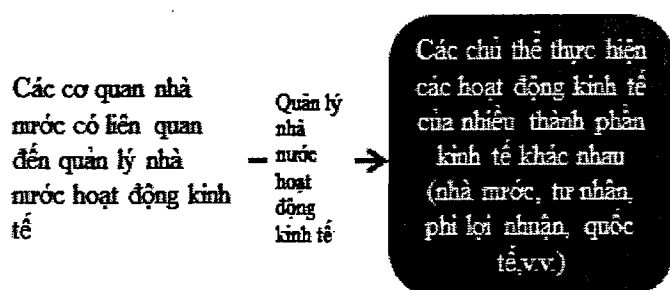 Các cơ quan nhà
nước có liên quan
đến quản lý nhà
nước hoạt động kinh
tế
Quản lý
nhà
nước
hoạt
động
kinh tế
Các chủ thể thực hiện
các hoạt động kinh tế
của nhiều thành phần
kinh tế khác nhau
(nhà nước, tư nhân,
phi lợi nhuận, quốc
tế,v.v.)